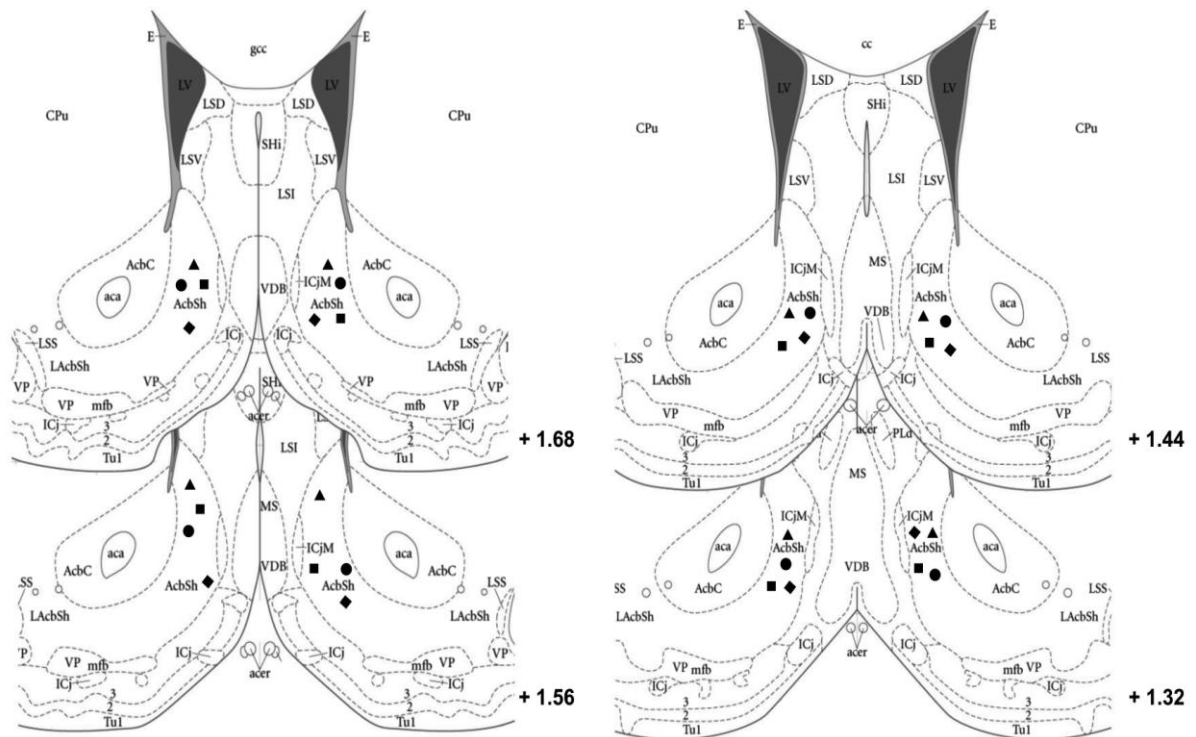 E E
gcc
LV LV
LSD LSD
CPu CPu
SHi
LSV LSV
LSI
AcbC AcbC
ICjM
aca VDB aca
AcbSh AcbSh
LSS ICj ICj LSS
LAcbSh LAcbSh
VP VP VP VP
VP mfb mfb VP
ICj 3 3 ICj
2 2
Tu1 Tu1
+ 1.68
acer
LSI
MS
ICjM
aca aca
AcbC VDB AcbC
AcbSh AcbSh
LSS
LAcbSh LAcbSh
ICj ICj
VP mfb acer mfb VP VP
ICj ICj
3 3
2 2
Tu1 Tu1
+ 1.56
E E
cc
LV LV
LSD LSD
SHi
CPu CPu
LSV LSI LSV
MS
ICjM ICjM
aca AcbSh AcbSh aca
VDB
AcbC AcbC
LSS LSS
LAcbSh ICj ICj LAcbSh
VP VP
mfb acer mfb
ICj PLd ICj
3 3
2 2
Tu1 Tu1
+ 1.44
MS
ICjM ICjM
aca AcbSh AcbSh aca
VDB
AcbC AcbC
SS LSS
LAcbSh LAcbSh
ICj ICj
acer
VP mfb mfb VP
ICj ICj
3 3
2 2
Tu1 Tu1
+ 1.32